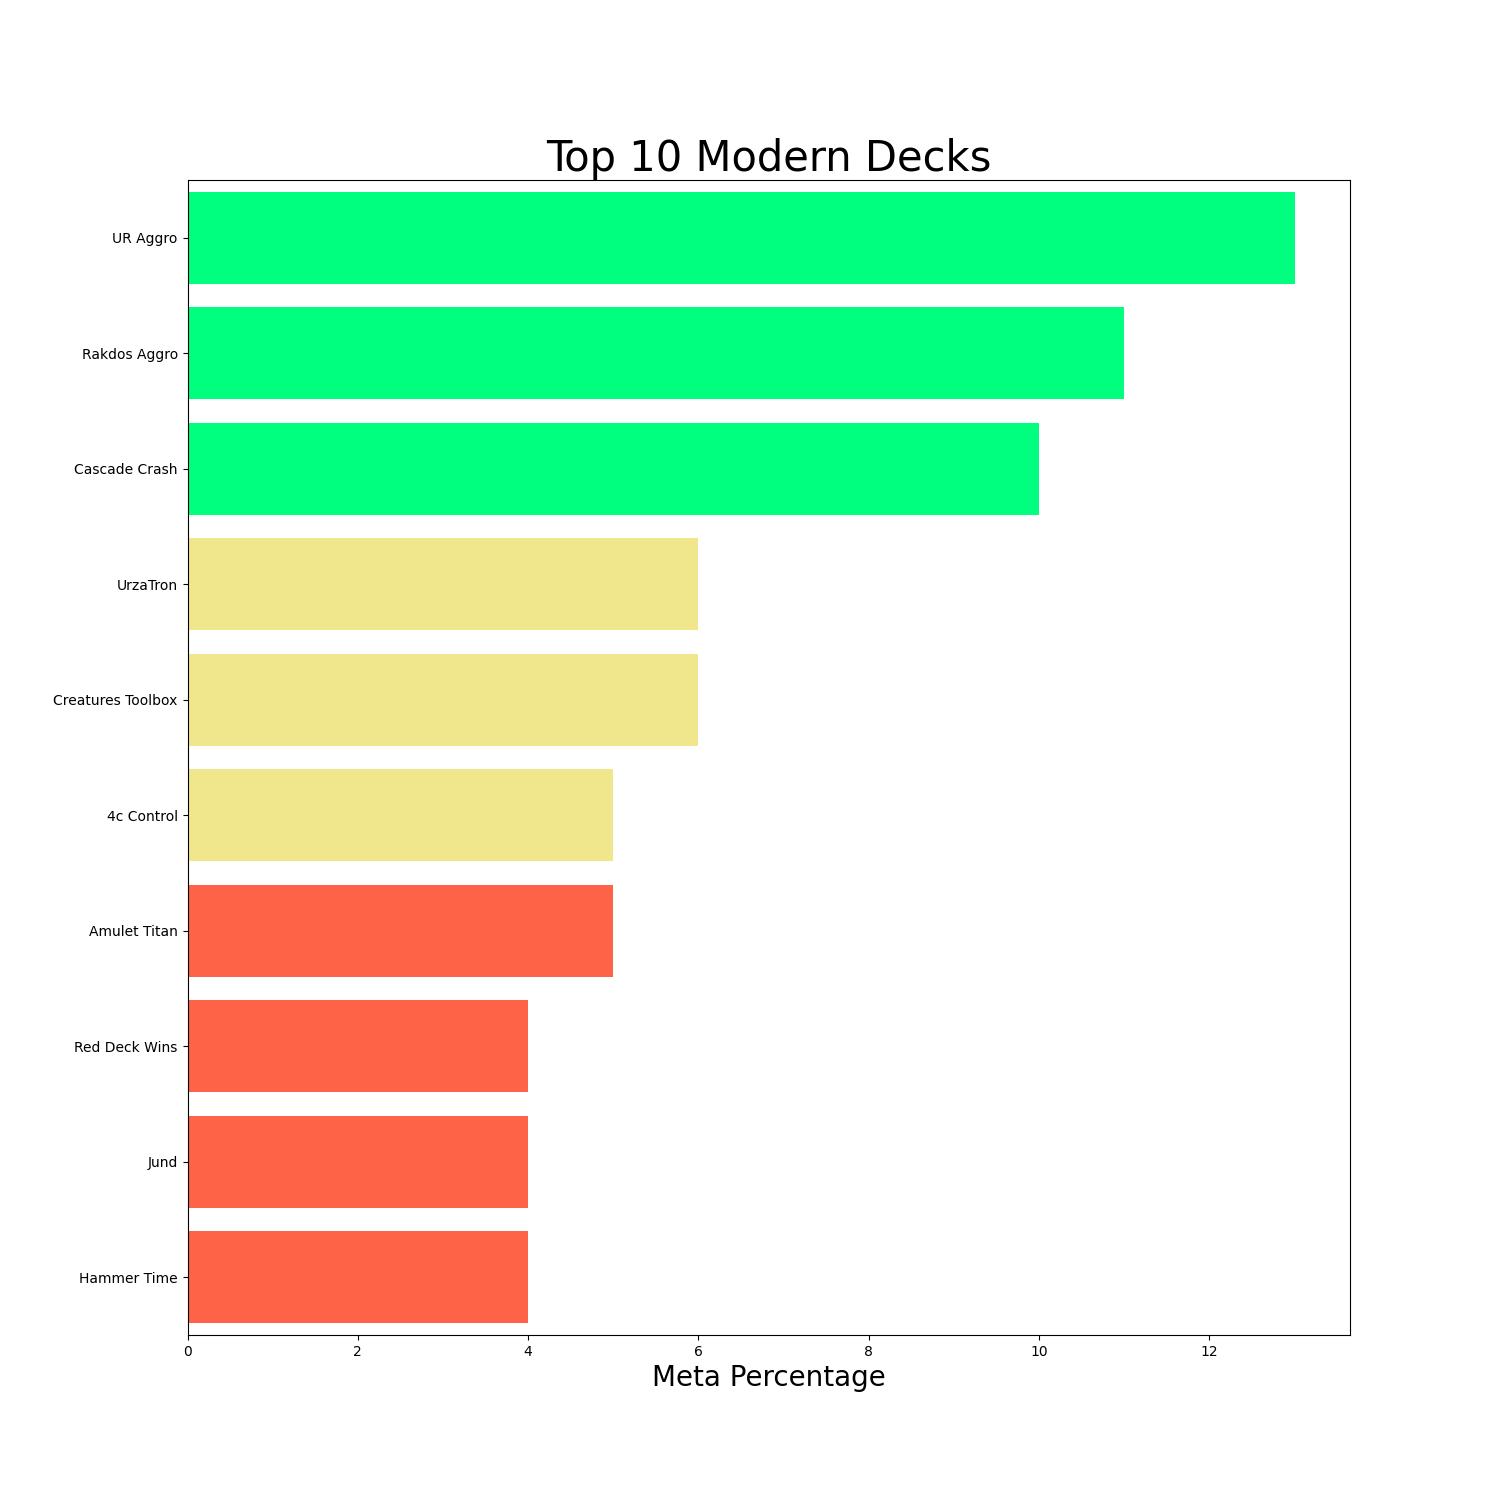 Top 10 Modern Decks
UR Aggro
Rakdos Aggro
Cascade Crash
UrzaTron
Creatures Toolbox
4c Control
Amulet Titan
Red Deck Wins
Jund
Hammer Time
0 2 4 6 8 10 12
Meta Percentage